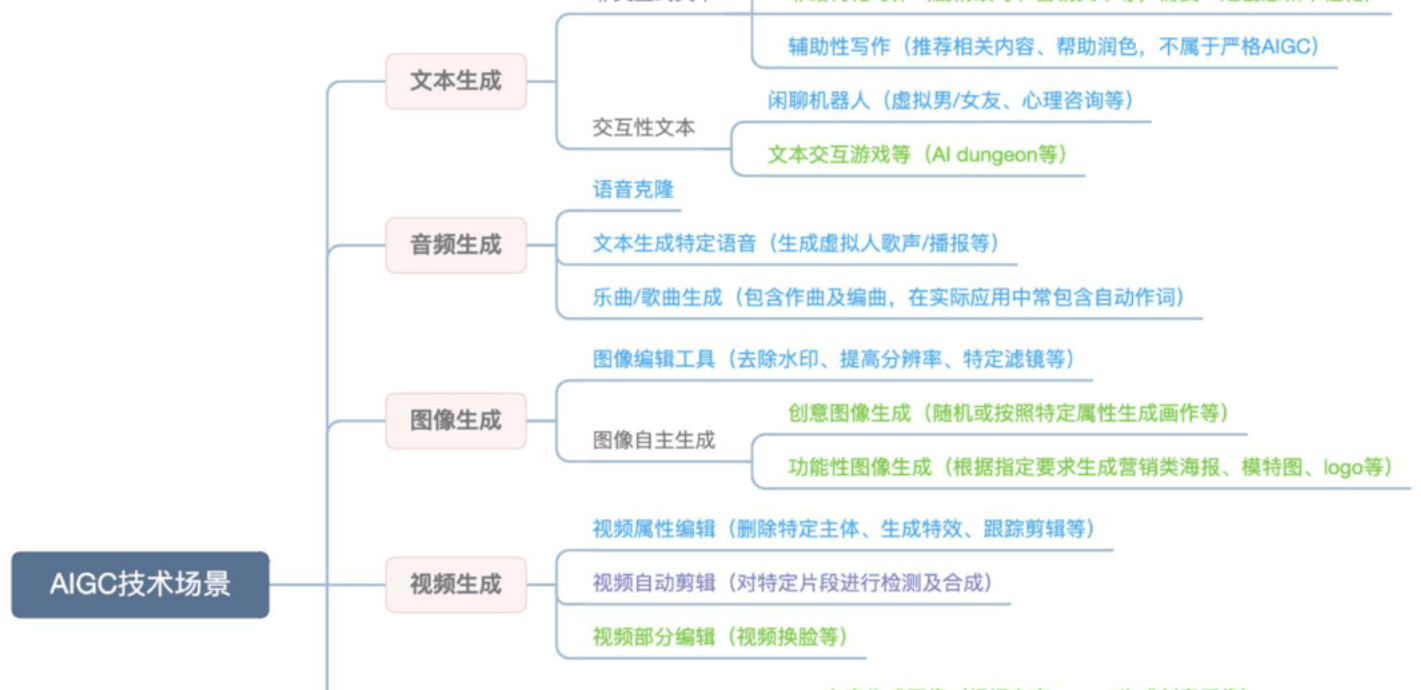 辅助性写作（推荐相关内容、帮助润色，不属于严格AIGC）
文本生成
闲聊机器人（虚拟男/女友、心理咨询等）
交互性文本
文本交互游戏等（AI dungeon等）
语音克隆
音频生成
文本生成特定语音（生成虚拟人歌声/播报等）
乐曲/歌曲生成（包含作曲及编曲，在实际应用中常包含自动作词）
图像编辑工具（去除水印、提高分辨率、特定滤镜等）
图像生成
创意图像生成（随机或按照特定属性生成画作等）
图像自主生成
功能性图像生成（根据指定要求生成营销类海报、模特图、logo等）
视频属性编辑（删除特定主体、生成特效、跟踪剪辑等）
AIGC技术场景
视频生成
视频自动剪辑（对特定片段进行检测及合成）
视频部分编辑（视频换脸等）